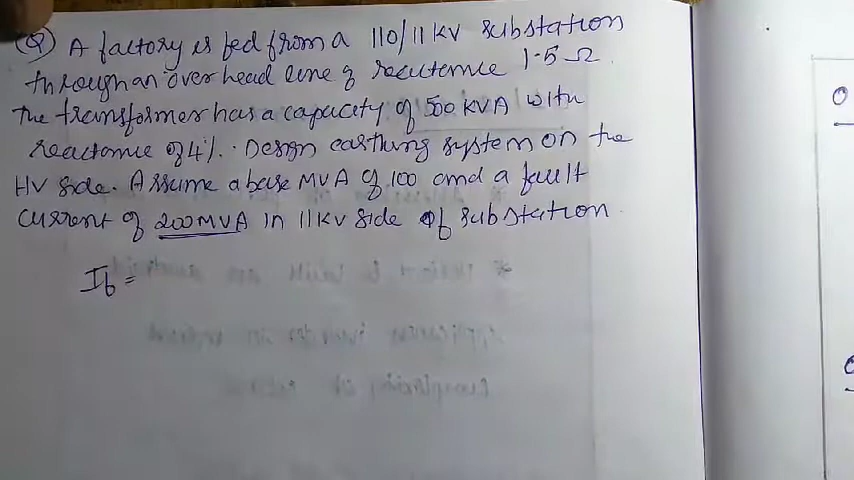 Q) A factory is fed from a 110/11 KV substation
through an over head line of reactance 1.5 Ω.
The transformer has a capacity of 500 KVA with
reactance of 4%. Design earthing system on the
HV side. Assume a base MVA of 100 and a fault
current of 200 MVA in 11KV side of substation.
Ib =